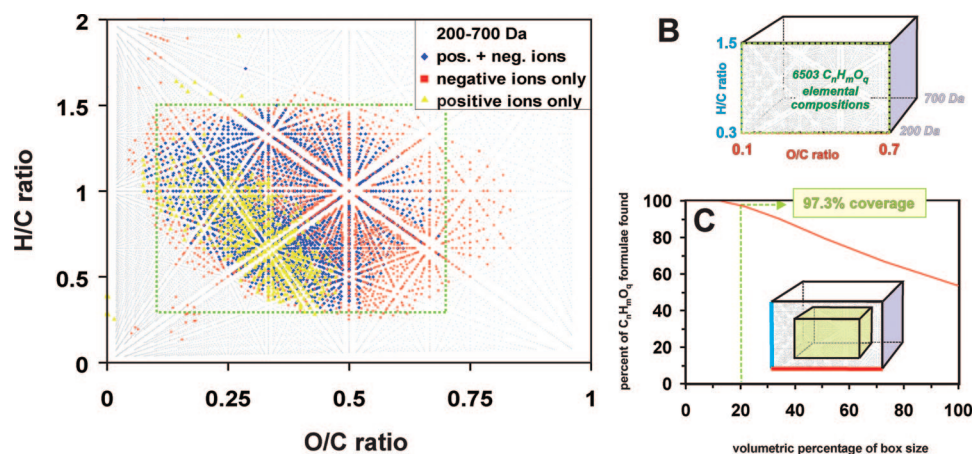 2
1.5
1
0.5
0
H/C ratio
0
0.25
0.5
0.75
1
O/C ratio
200-700 Da
pos. + neg. ions
negative ions only
positive ions only
B
1.5
H/C ratio
0.3
6503 CnHmOq
elemental
compositions
700 Da
200 Da
0.1
0.7
O/C ratio
C
97.3% coverage
percent of CnHmOq formulae found
100
80
60
40
20
0
0
20
40
60
80
100
volumetric percentage of box size